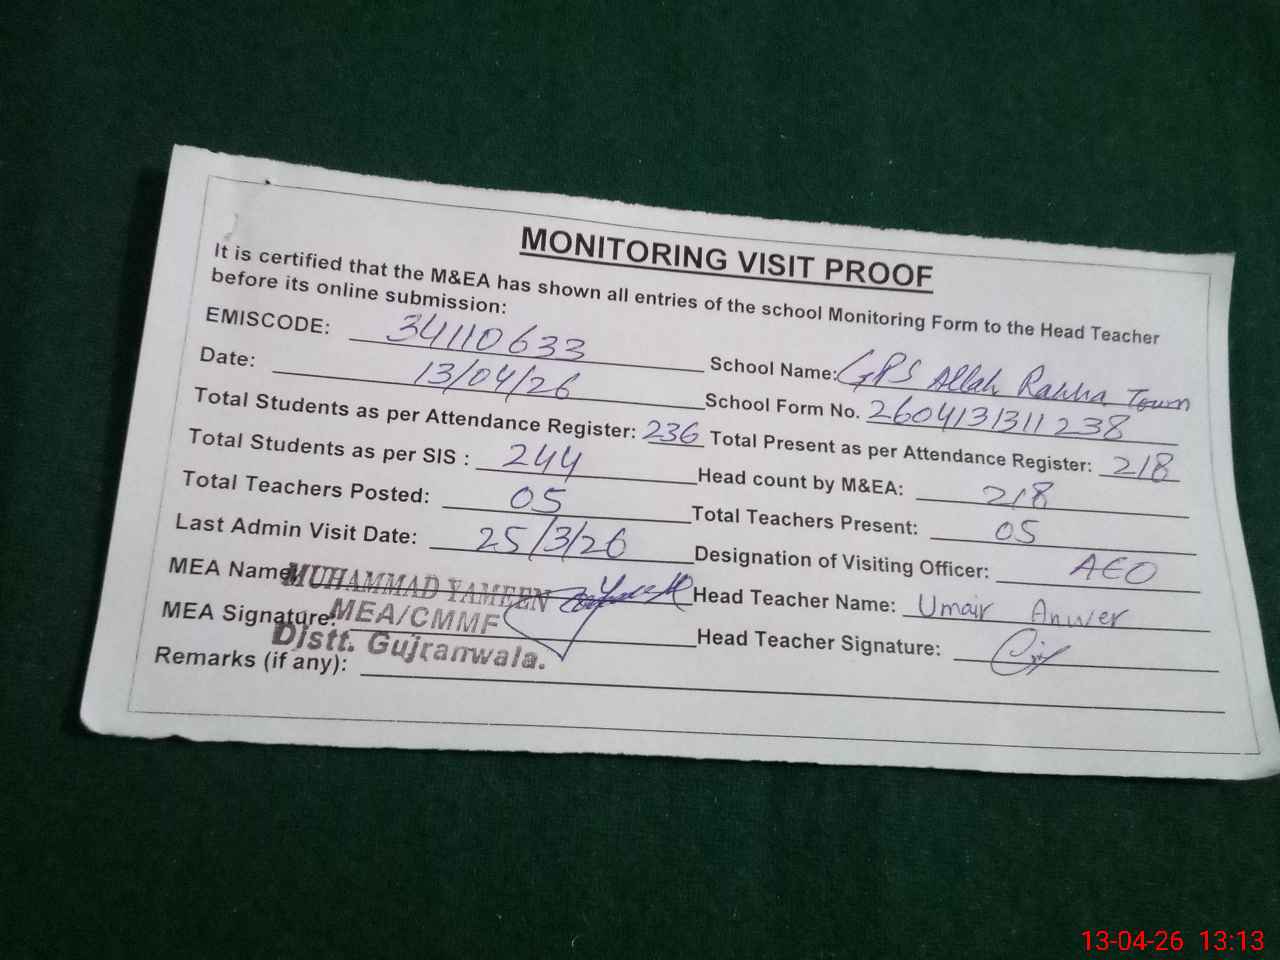 MONITORING VISIT PROOF
It is certified that the M&EA has shown all entries of the school Monitoring Form to the Head Teacher
before its online submission:
EMISCODE: 34110633 School Name: GPS Allah Rakha Town
Date: 13/04/26 School Form No. 2604131311238
Total Students as per Attendance Register: 236 Total Present as per Attendance Register: 218
Total Students as per SIS : 244 Head count by M&EA: 218
Total Teachers Posted: 05 Total Teachers Present: 05
Last Admin Visit Date: 25/3/26 Designation of Visiting Officer: AEO
MEA Name MUHAMMAD YAMEEN Head Teacher Name: Umair Anwer
MEA Signature: MEA/CMMF Head Teacher Signature:
Distt. Gujranwala.
Remarks (if any):
13-04-26 13:13